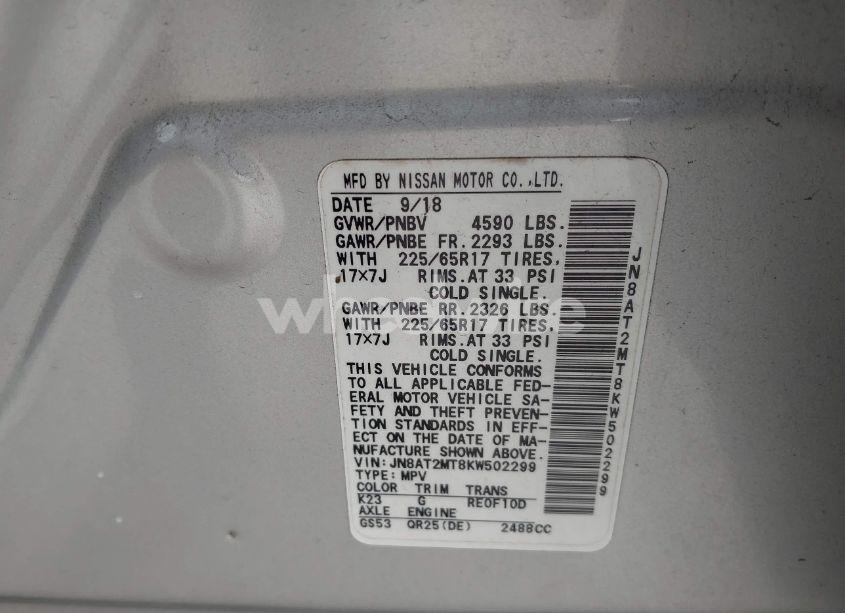 MFD BY NISSAN MOTOR CO.,LTD.
DATE 9/18
GVWR/PNBV 4590 LBS.
GAWR/PNBE FR.2293 LBS.
WITH 225/65R17 TIRES,
17×7J RIMS.AT 33 PSI
COLD SINGLE.
GAWR/PNBE RR.2326 LBS.
WITH 225/65R17 TIRES.
17×7J RIMS.AT 33 PSI
COLD SINGLE.
THIS VEHICLE CONFORMS
TO ALL APPLICABLE FED-
ERAL MOTOR VEHICLE SA-
FETY AND THEFT PREVEN-
TION STANDARDS IN EFF-
ECT ON THE DATE OF MA-
NUFACTURE SHOWN ABOVE.
VIN:JN8AT2MT8KW502299
TYPE:MPV
COLOR TRIM TRANS
K23 G RE0F10D
AXLE ENGINE
GS53 QR25(DE) 2488CC
JN8AT2MT8KW502299